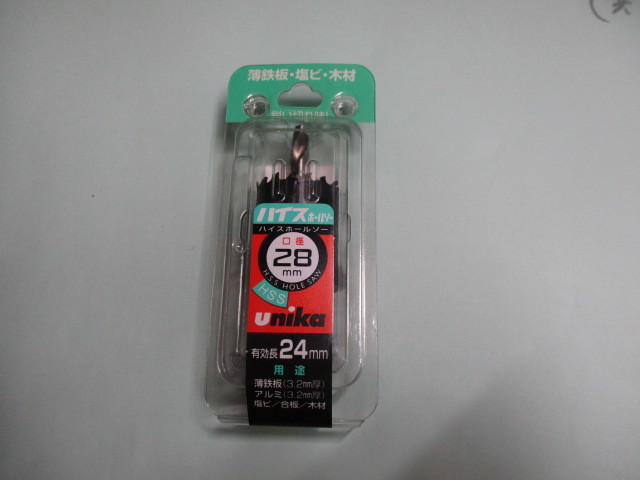 薄鉄板・塩ビ・木材
ハイスホールソー
ハイスホールソー
口径
28
mm
H.S.S. HOLE SAW
HSS
unika
有効長24mm
用途
薄鉄板(3.2mm厚)
アルミ(3.2mm厚)
塩ビ/合板/木材